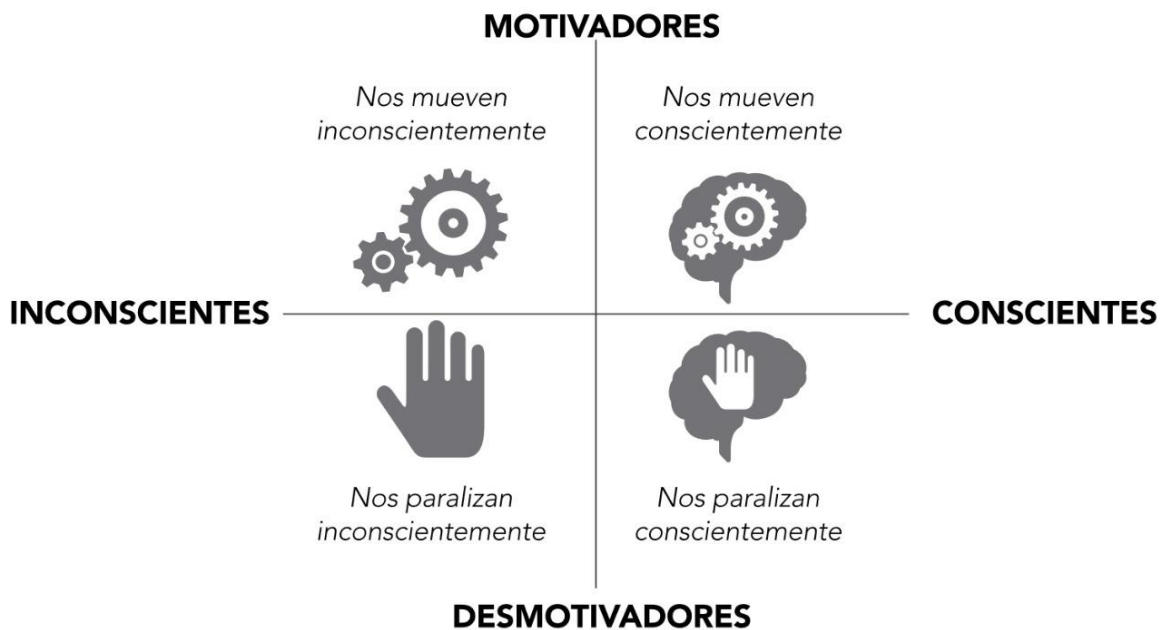 MOTIVADORES
Nos mueven
inconscientemente
Nos mueven
conscientemente
INCONSCIENTES
CONSCIENTES
Nos paralizan
inconscientemente
Nos paralizan
conscientemente
DESMOTIVADORES